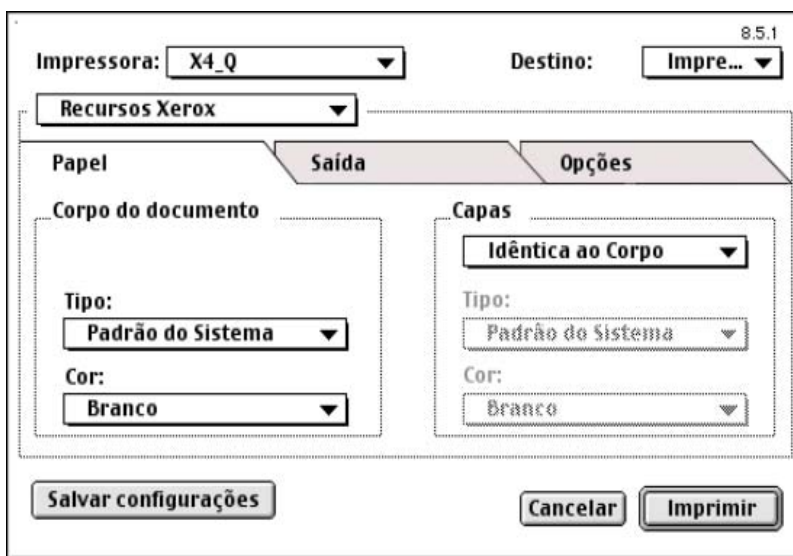 8.5.1
Impressora: X4_Q Destino: Impre...
Recursos Xerox
Papel Saída Opções
Corpo do documento Capas
Idêntica ao Corpo
Tipo: Tipo:
Padrão do Sistema Padrão do Sistema
Cor: Cor:
Branco Branco
Salvar configurações Cancelar Imprimir